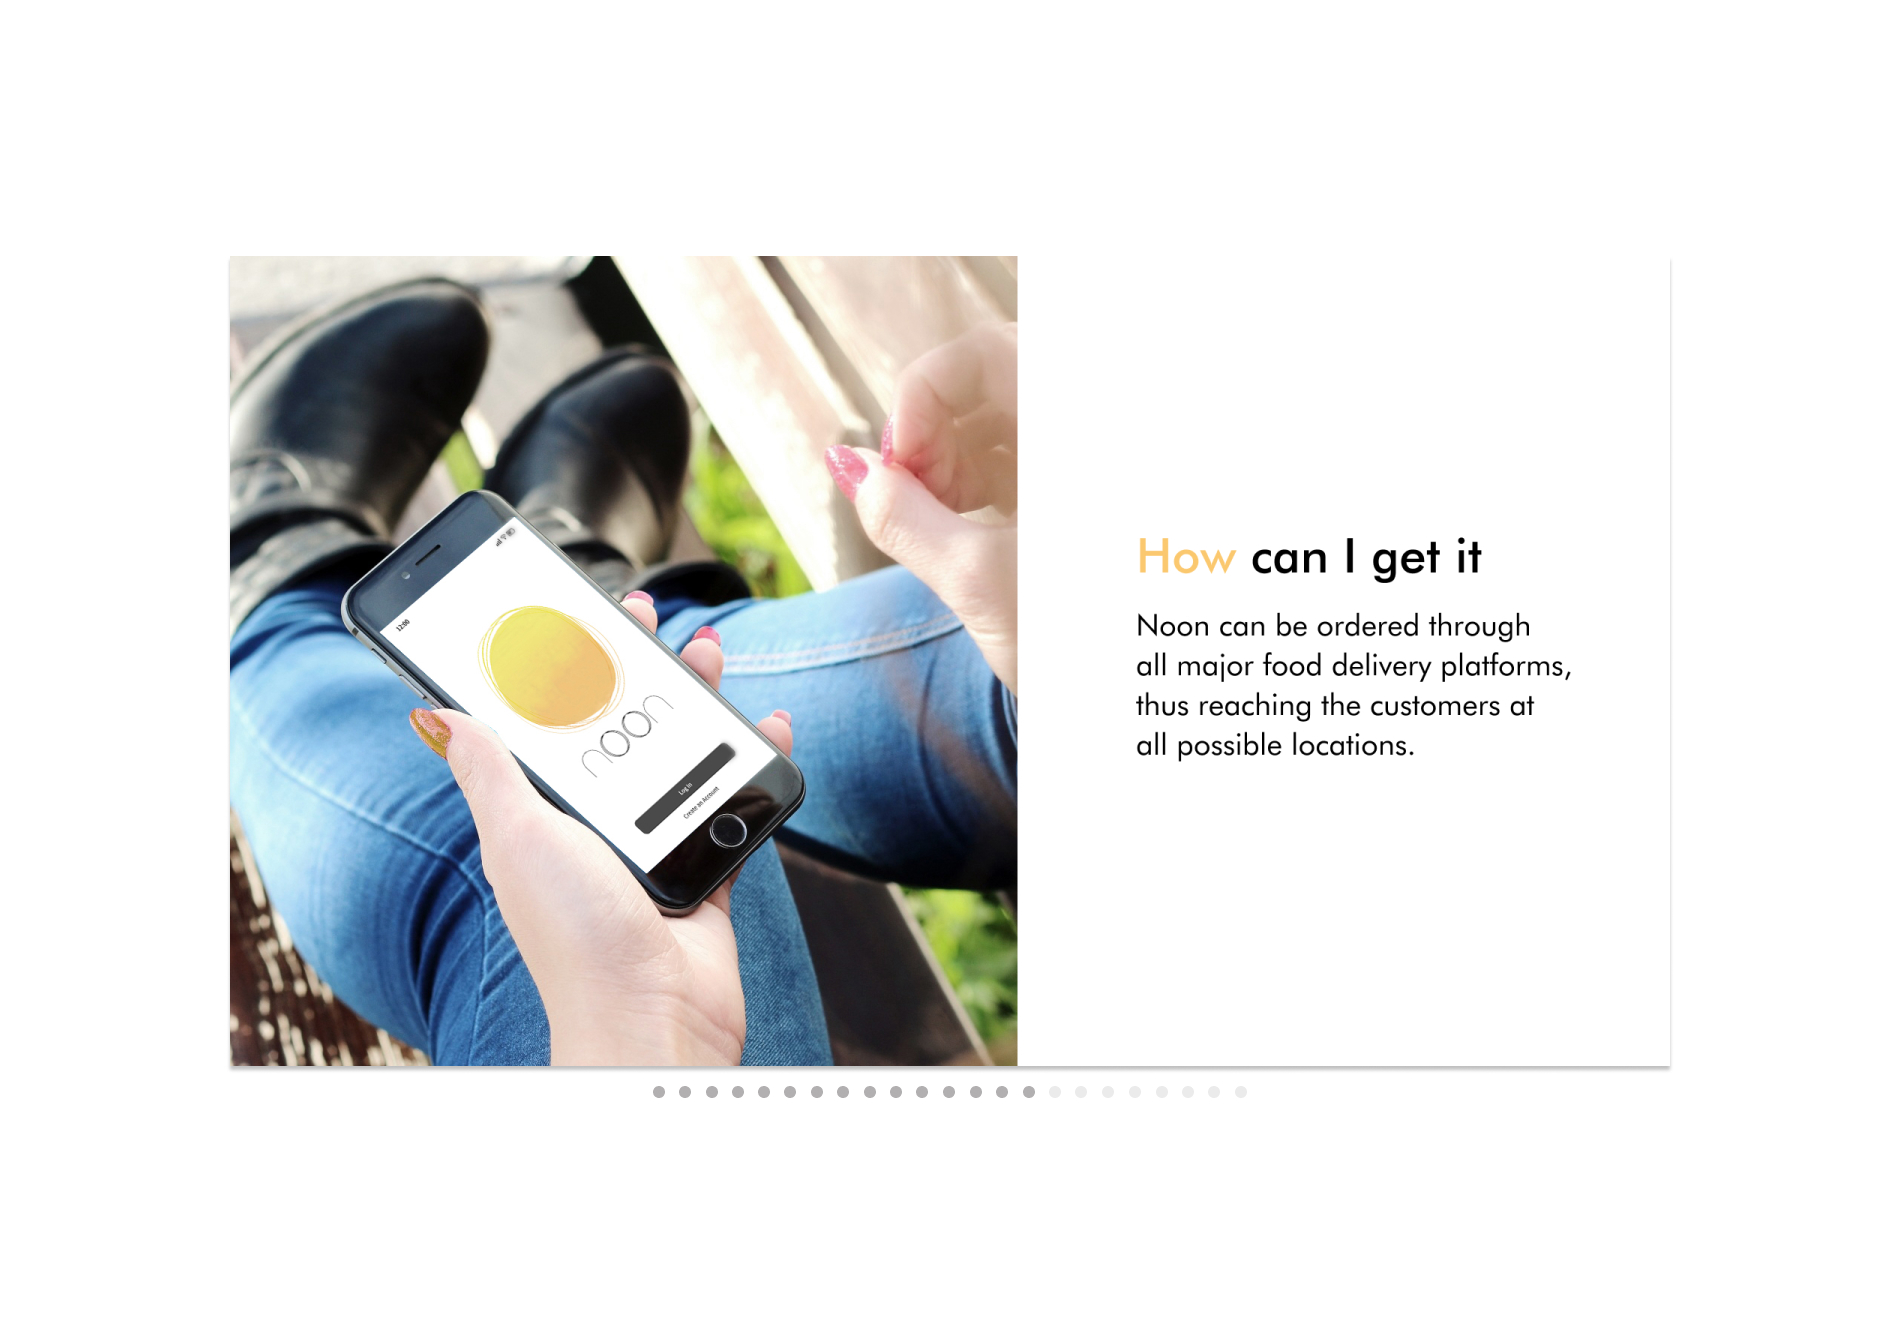 12:00
noon
Log in
Create an Account
How can I get it
Noon can be ordered through
all major food delivery platforms,
thus reaching the customers at
all possible locations.